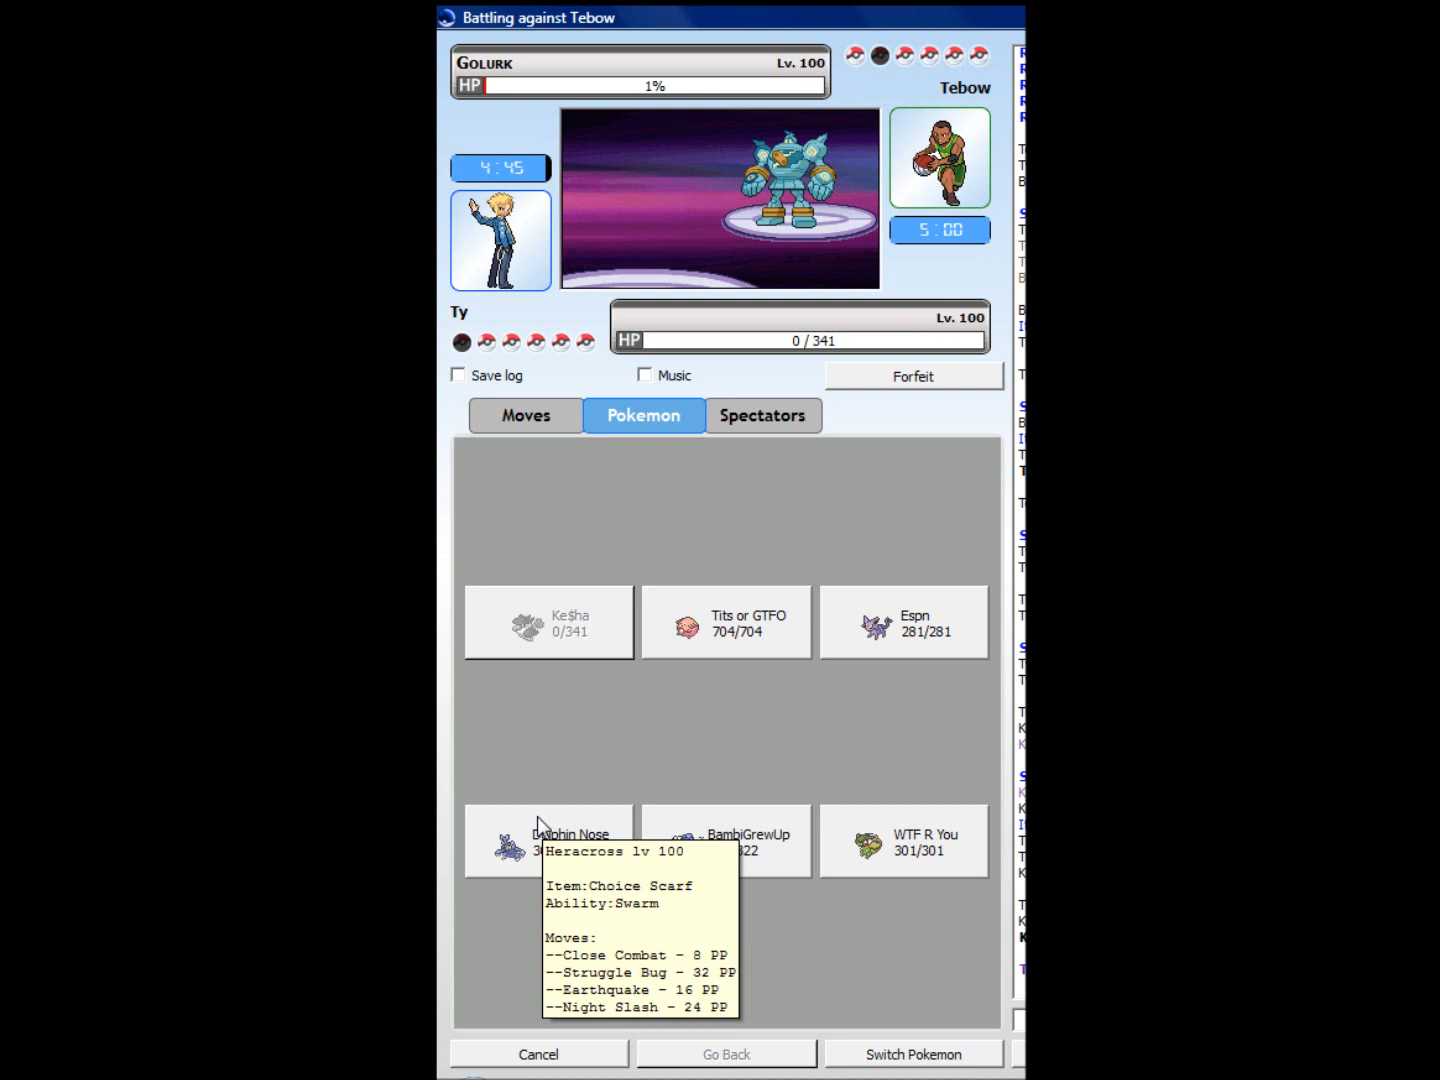 Battling against Tebow
GOLURK Lv. 100
HP 1%
Tebow
4:45
5:00
Ty
Lv. 100
HP 0 / 341
Save log
Music
Forfeit
Moves
Pokemon
Spectators
Ke$ha
0/341
Tits or GTFO
704/704
Espn
281/281
BambiGrewUp
WTF R You
301/301
Heracross lv 100
Item:Choice Scarf
Ability:Swarm
Moves:
--Close Combat - 8 PP
--Struggle Bug - 32 PP
--Earthquake - 16 PP
--Night Slash - 24 PP
Cancel
Go Back
Switch Pokemon